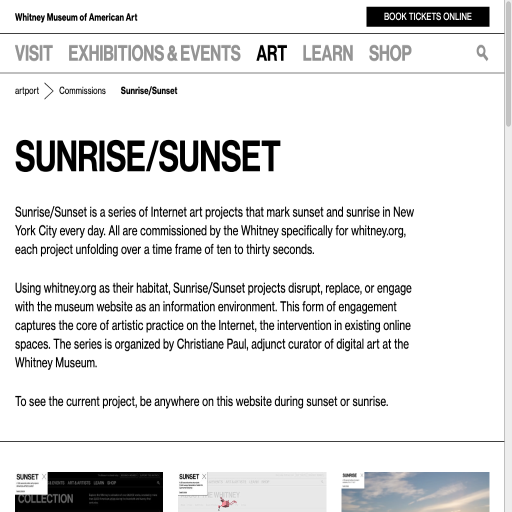 Whitney Museum of American Art
BOOK TICKETS ONLINE
VISIT EXHIBITIONS & EVENTS ART LEARN SHOP
artport Commissions Sunrise/Sunset
SUNRISE/SUNSET
Sunrise/Sunset is a series of Internet art projects that mark sunset and sunrise in New
York City every day. All are commissioned by the Whitney specifically for whitney.org,
each project unfolding over a time frame of ten to thirty seconds.
Using whitney.org as their habitat, Sunrise/Sunset projects disrupt, replace, or engage
with the museum website as an information environment. This form of engagement
captures the core of artistic practice on the Internet, the intervention in existing online
spaces. The series is organized by Christiane Paul, adjunct curator of digital art at the
Whitney Museum.
To see the current project, be anywhere on this website during sunset or sunrise.
SUNSET
COLLECTION
SUNSET
SUNRISE